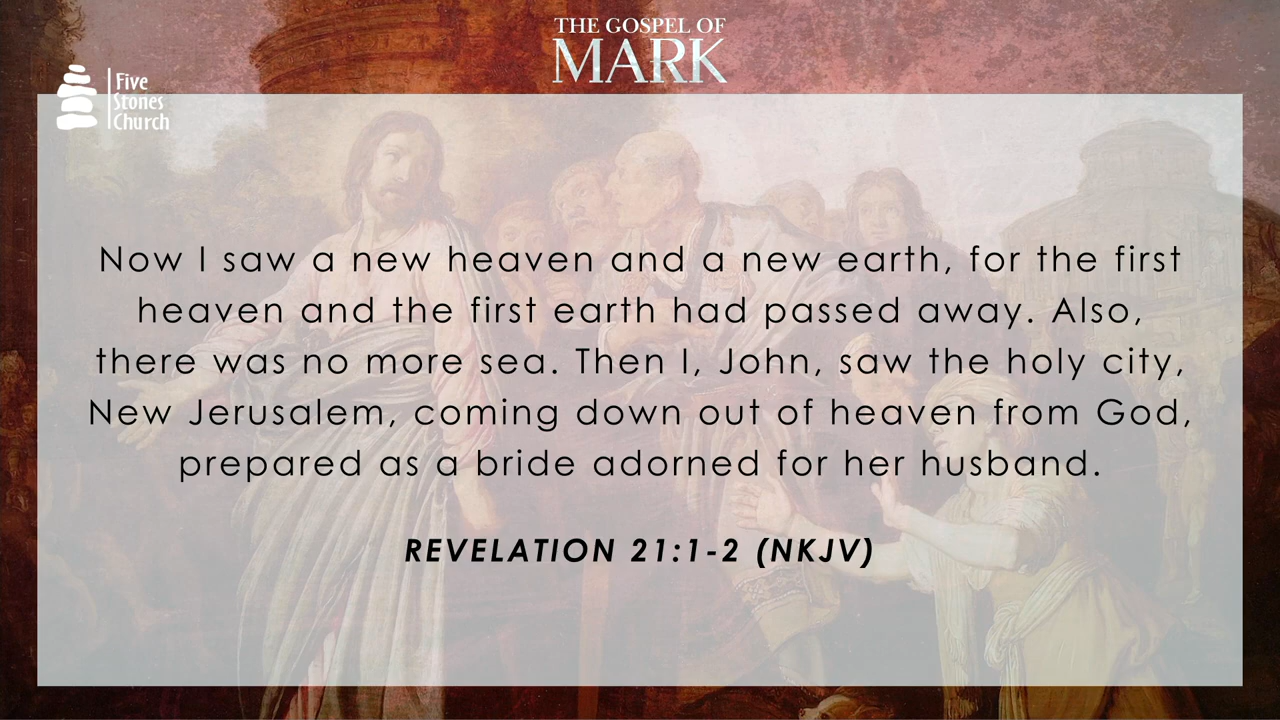 THE GOSPEL OF
MARK
Five
Stones
Church
Now I saw a new heaven and a new earth, for the first
heaven and the first earth had passed away. Also,
there was no more sea. Then I, John, saw the holy city,
New Jerusalem, coming down out of heaven from God,
prepared as a bride adorned for her husband.
REVELATION 21:1-2 (NKJV)